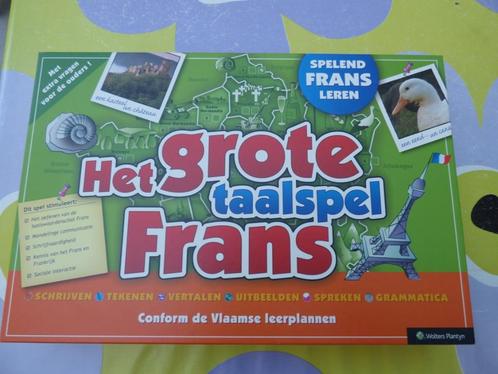 Met
extra vragen
voor de ouders!
een kasteel
un château
SPELEND
FRANS
LEREN
een eend - un canard
Het grote
taalspel
Frans
Dit spel stimuleert:
Het oefenen van de
basiswoordenschat Frans
Mondelinge communicatie
Schrijfvaardigheid
Kennis van het Frans en
Frankrijk
Sociale interactie
SCHRIJVEN TEKENEN VERTALEN UITBEELDEN SPREKEN GRAMMATICA
Conform de Vlaamse leerplannen
Wolters Plantyn